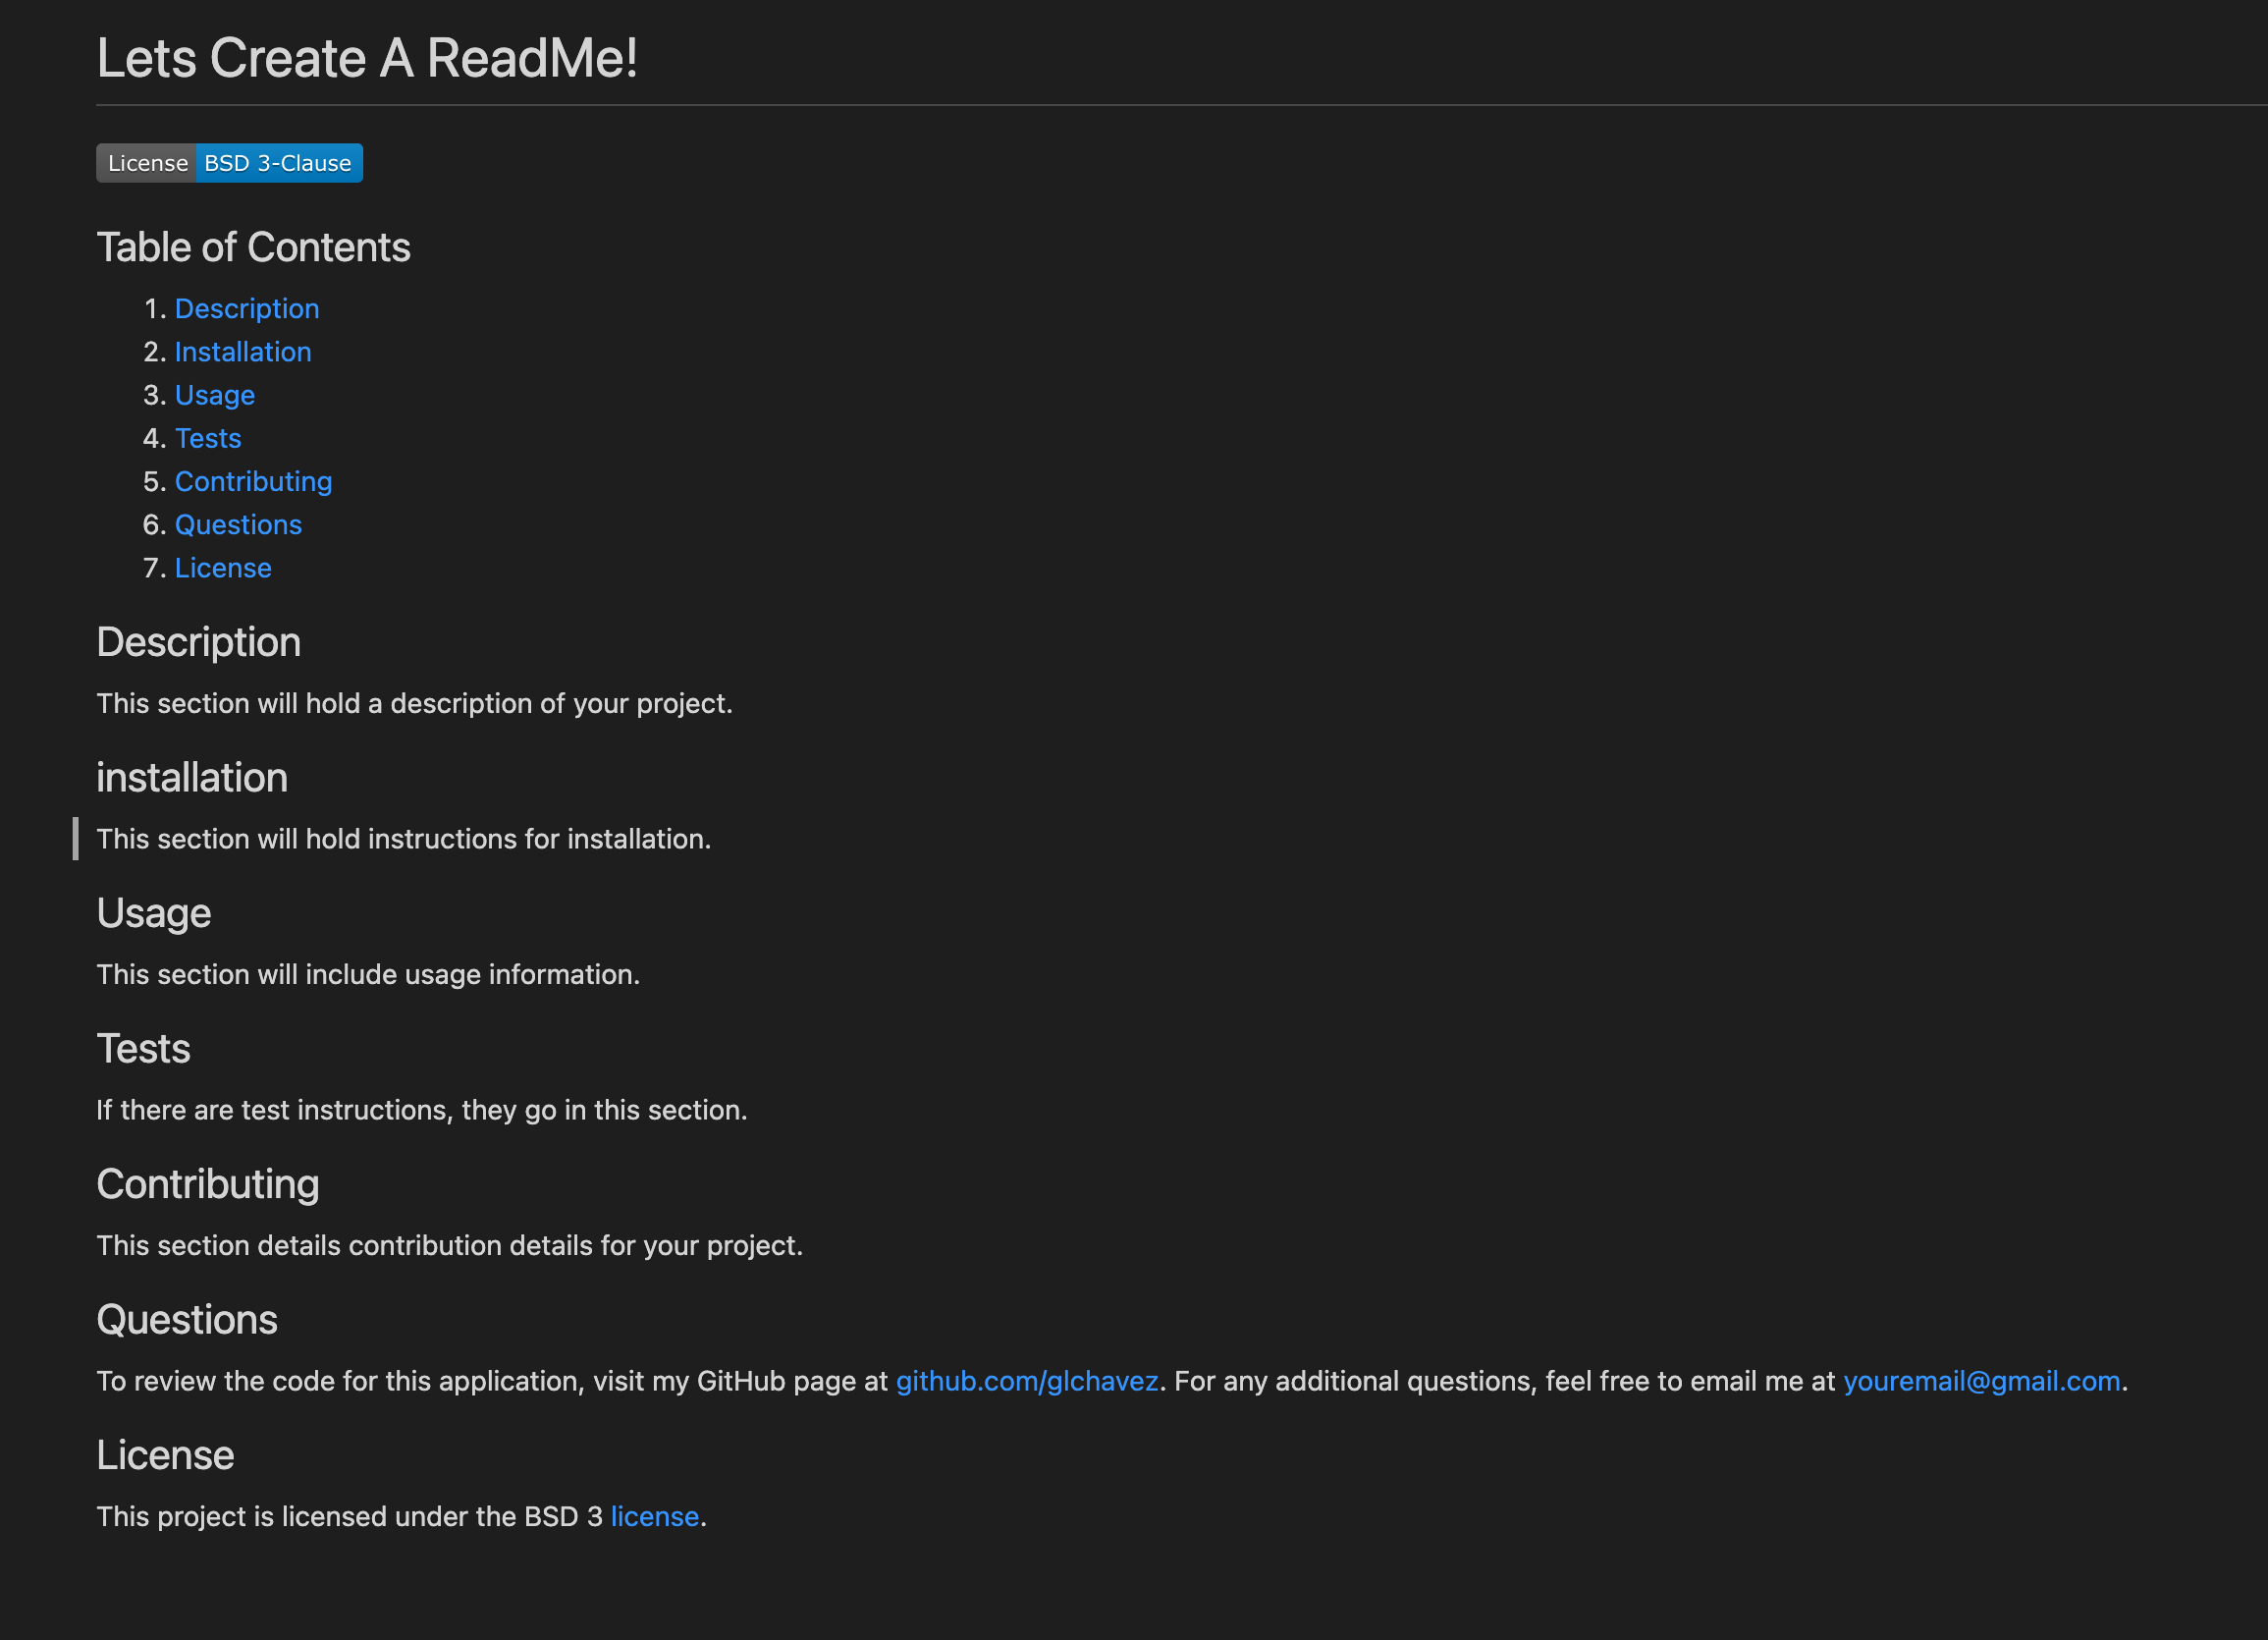 Lets Create A ReadMe!
License BSD 3-Clause
Table of Contents
1. Description
2. Installation
3. Usage
4. Tests
5. Contributing
6. Questions
7. License
Description
This section will hold a description of your project.
installation
This section will hold instructions for installation.
Usage
This section will include usage information.
Tests
If there are test instructions, they go in this section.
Contributing
This section details contribution details for your project.
Questions
To review the code for this application, visit my GitHub page at github.com/glchavez. For any additional questions, feel free to email me at youremail@gmail.com.
License
This project is licensed under the BSD 3 license.